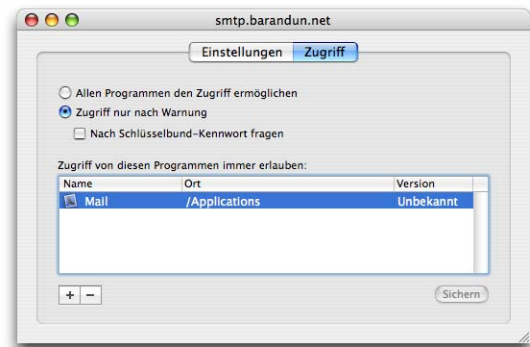 smtp.barandun.net
Einstellungen Zugriff
Allen Programmen den Zugriff ermöglichen
Zugriff nur nach Warnung
Nach Schlüsselbund-Kennwort fragen
Zugriff von diesen Programmen immer erlauben:
Name Ort Version
Mail /Applications Unbekannt
+ − Sichern